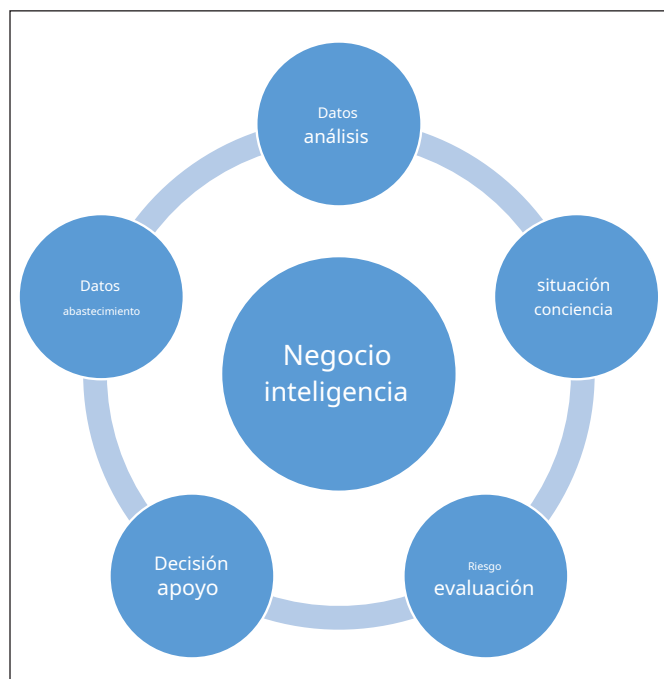 Datos
análisis
situación
conciencia
Riesgo
evaluación
Decisión
apoyo
Datos
abastecimiento
Negocio
inteligencia